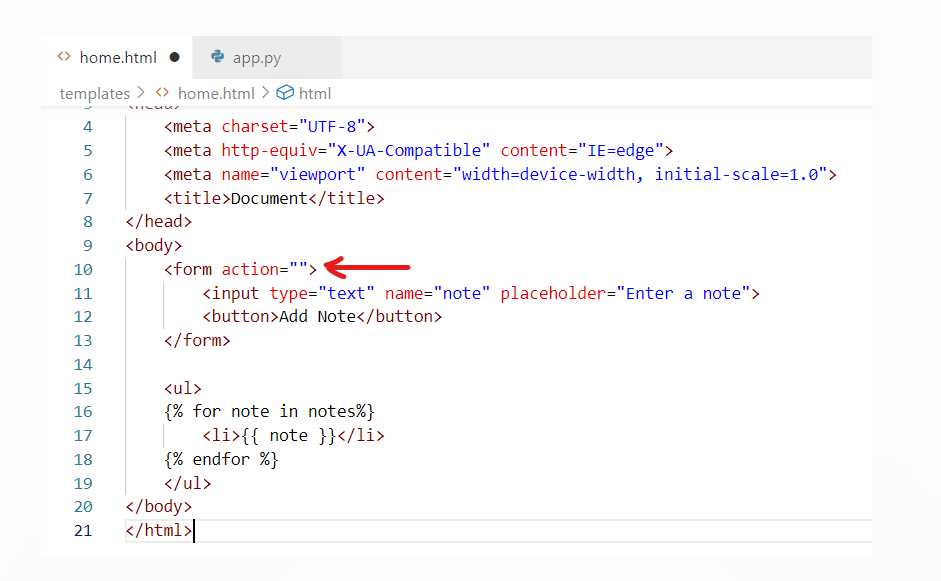 home.html ● app.py
templates > <> home.html > html
3 <head>
4 <meta charset="UTF-8">
5 <meta http-equiv="X-UA-Compatible" content="IE=edge">
6 <meta name="viewport" content="width=device-width, initial-scale=1.0">
7 <title>Document</title>
8 </head>
9 <body>
10 <form action="">
11 <input type="text" name="note" placeholder="Enter a note">
12 <button>Add Note</button>
13 </form>
14
15 <ul>
16 {% for note in notes%}
17 <li>{{ note }}</li>
18 {% endfor %}
19 </ul>
20 </body>
21 </html>